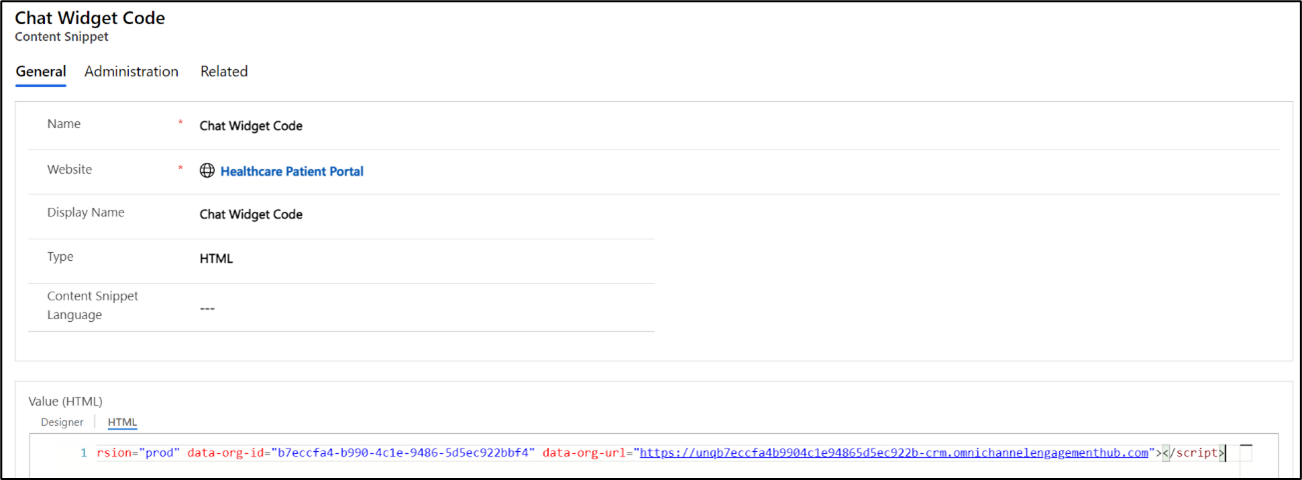 Chat Widget Code
Content Snippet
General Administration Related
Name * Chat Widget Code
Website * Healthcare Patient Portal
Display Name Chat Widget Code
Type HTML
Content Snippet
Language ---
Value (HTML)
Designer HTML
1 rsion="prod" data-org-id="b7eccfa4-b990-4c1e-9486-5d5ec922bbf4" data-org-url="https://unqb7eccfa4b9904c1e94865d5ec922b-crm.omnichannelengagementhub.com"></script>